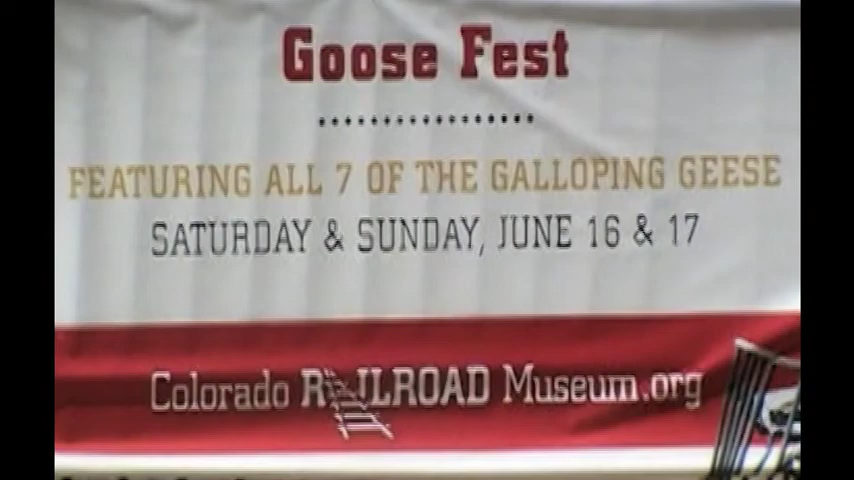 Goose Fest
FEATURING ALL 7 OF THE GALLOPING GEESE
SATURDAY & SUNDAY, JUNE 16 & 17
Colorado RAILROAD Museum.org